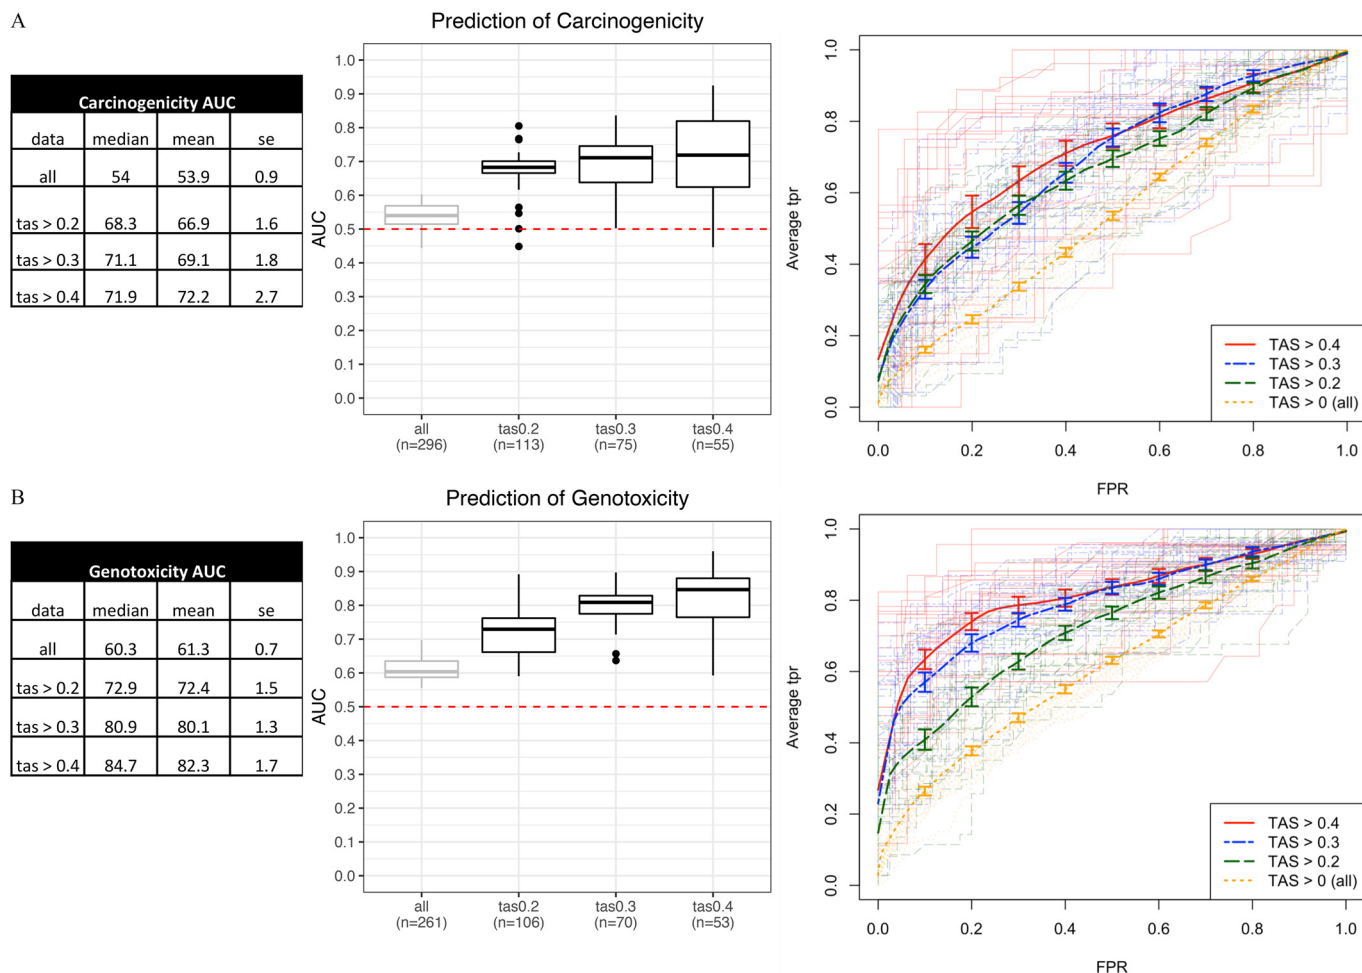 A
Carcinogenicity AUC
data median mean se
all 54 53.9 0.9
tas > 0.2 68.3 66.9 1.6
tas > 0.3 71.1 69.1 1.8
tas > 0.4 71.9 72.2 2.7
Prediction of Carcinogenicity
AUC
1.0
0.9
0.8
0.7
0.6
0.5
0.4
0.3
0.2
0.1
0.0
all tas0.2 tas0.3 tas0.4
(n=296) (n=113) (n=75) (n=55)
Average tpr
1.0
0.8
0.6
0.4
0.2
0.0
TAS > 0.4
TAS > 0.3
TAS > 0.2
TAS > 0 (all)
0.0 0.2 0.4 0.6 0.8 1.0
FPR
B
Genotoxicity AUC
data median mean se
all 60.3 61.3 0.7
tas > 0.2 72.9 72.4 1.5
tas > 0.3 80.9 80.1 1.3
tas > 0.4 84.7 82.3 1.7
Prediction of Genotoxicity
AUC
1.0
0.9
0.8
0.7
0.6
0.5
0.4
0.3
0.2
0.1
0.0
all tas0.2 tas0.3 tas0.4
(n=261) (n=106) (n=70) (n=53)
Average tpr
1.0
0.8
0.6
0.4
0.2
0.0
TAS > 0.4
TAS > 0.3
TAS > 0.2
TAS > 0 (all)
0.0 0.2 0.4 0.6 0.8 1.0
FPR